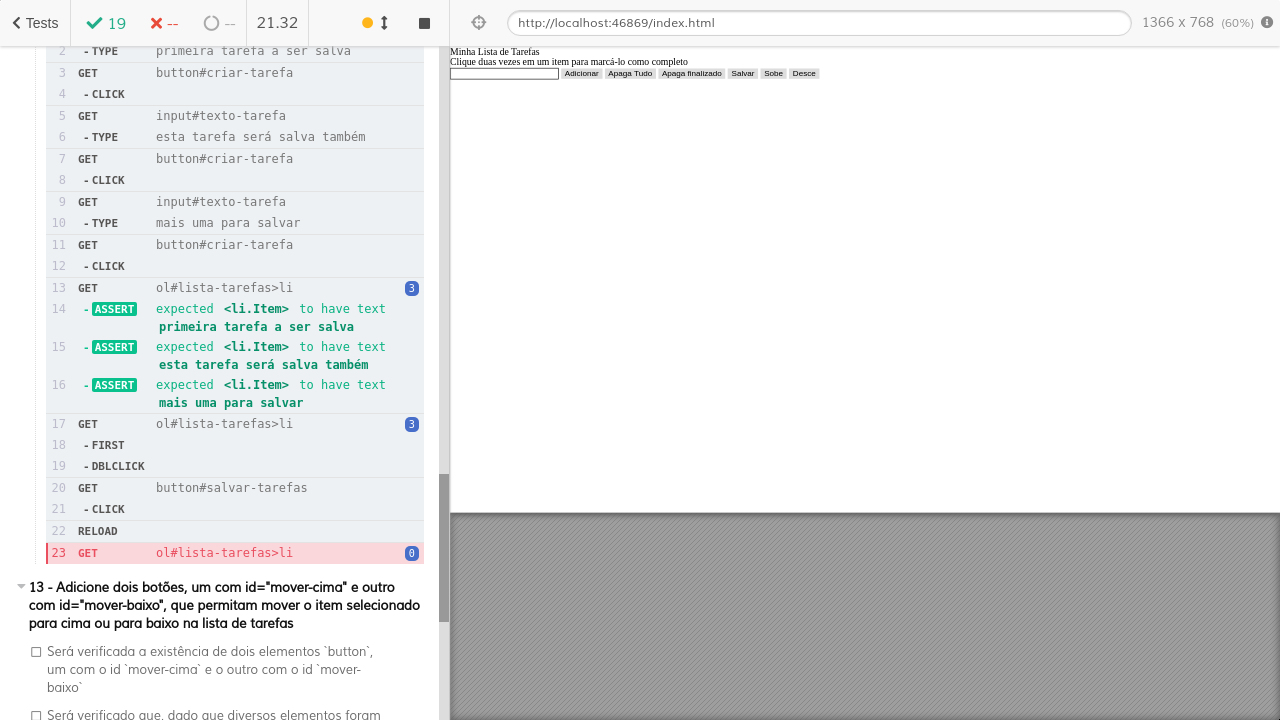 Tests 19 -- -- 21.32
http://localhost:46869/index.html 1366 x 768 (60%)
2 - TYPE primeira tarefa a ser salva
3 GET button#criar-tarefa
4 - CLICK
5 GET input#texto-tarefa
6 - TYPE esta tarefa será salva também
7 GET button#criar-tarefa
8 - CLICK
9 GET input#texto-tarefa
10 - TYPE mais uma para salvar
11 GET button#criar-tarefa
12 - CLICK
13 GET ol#lista-tarefas>li 3
14 - ASSERT expected <li.Item> to have text
primeira tarefa a ser salva
15 - ASSERT expected <li.Item> to have text
esta tarefa será salva também
16 - ASSERT expected <li.Item> to have text
mais uma para salvar
17 GET ol#lista-tarefas>li 3
18 - FIRST
19 - DBLCLICK
20 GET button#salvar-tarefas
21 - CLICK
22 RELOAD
23 GET ol#lista-tarefas>li 0
13 - Adicione dois botões, um com id="mover-cima" e outro
com id="mover-baixo", que permitam mover o item selecionado
para cima ou para baixo na lista de tarefas
Será verificada a existência de dois elementos `button`,
um com o id `mover-cima` e o outro com o id `mover-
baixo`
Será verificado que, dado que diversos elementos foram
Minha Lista de Tarefas
Clique duas vezes em um item para marcá-lo como completo
Adicionar Apaga Tudo Apaga finalizado Salvar Sobe Desce